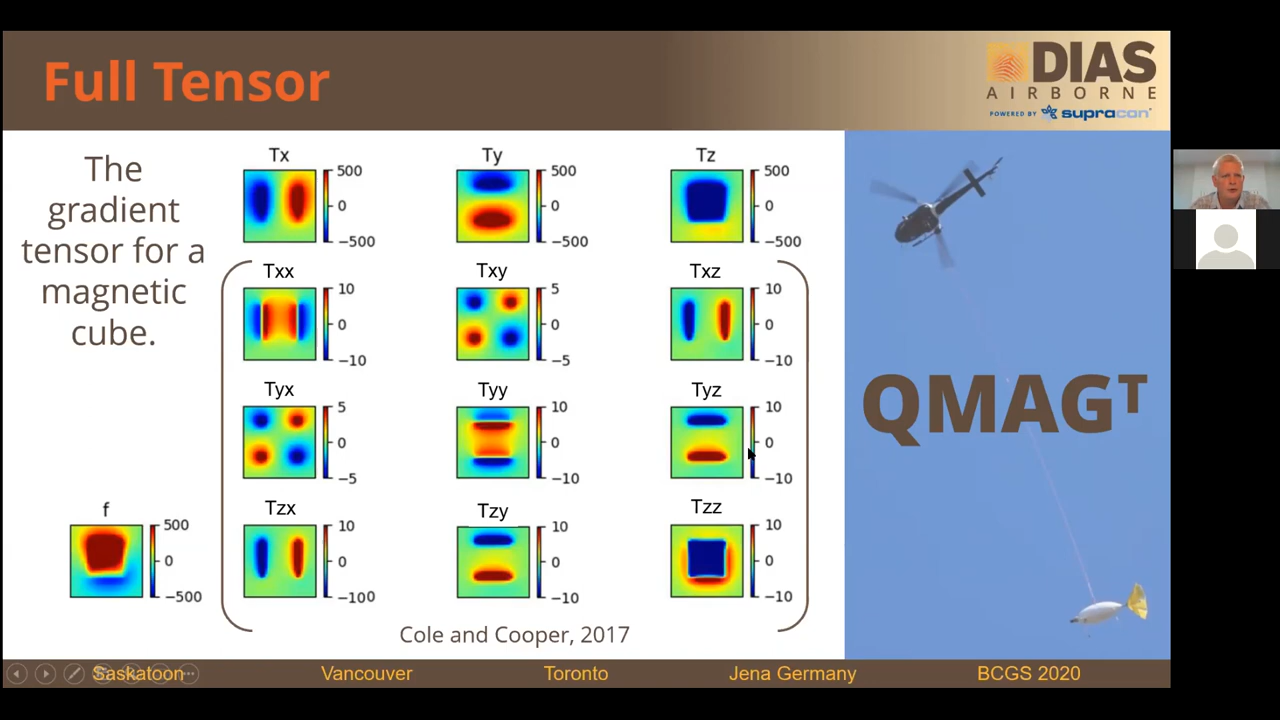 Full Tensor
DIAS
AIRBORNE
POWERED BY supracon
The
gradient
tensor for a
magnetic
cube.
Tx
500
0
−500
Ty
500
0
−500
Tz
500
0
−500
Txx
10
0
−10
Txy
5
0
−5
Txz
10
0
−10
Tyx
5
0
−5
Tyy
10
0
−10
Tyz
10
0
−10
f
500
0
−500
Tzx
10
0
−100
Tzy
10
0
−10
Tzz
10
0
−10
Cole and Cooper, 2017
QMAGᵀ
Saskatoon
Vancouver
Toronto
Jena Germany
BCGS 2020